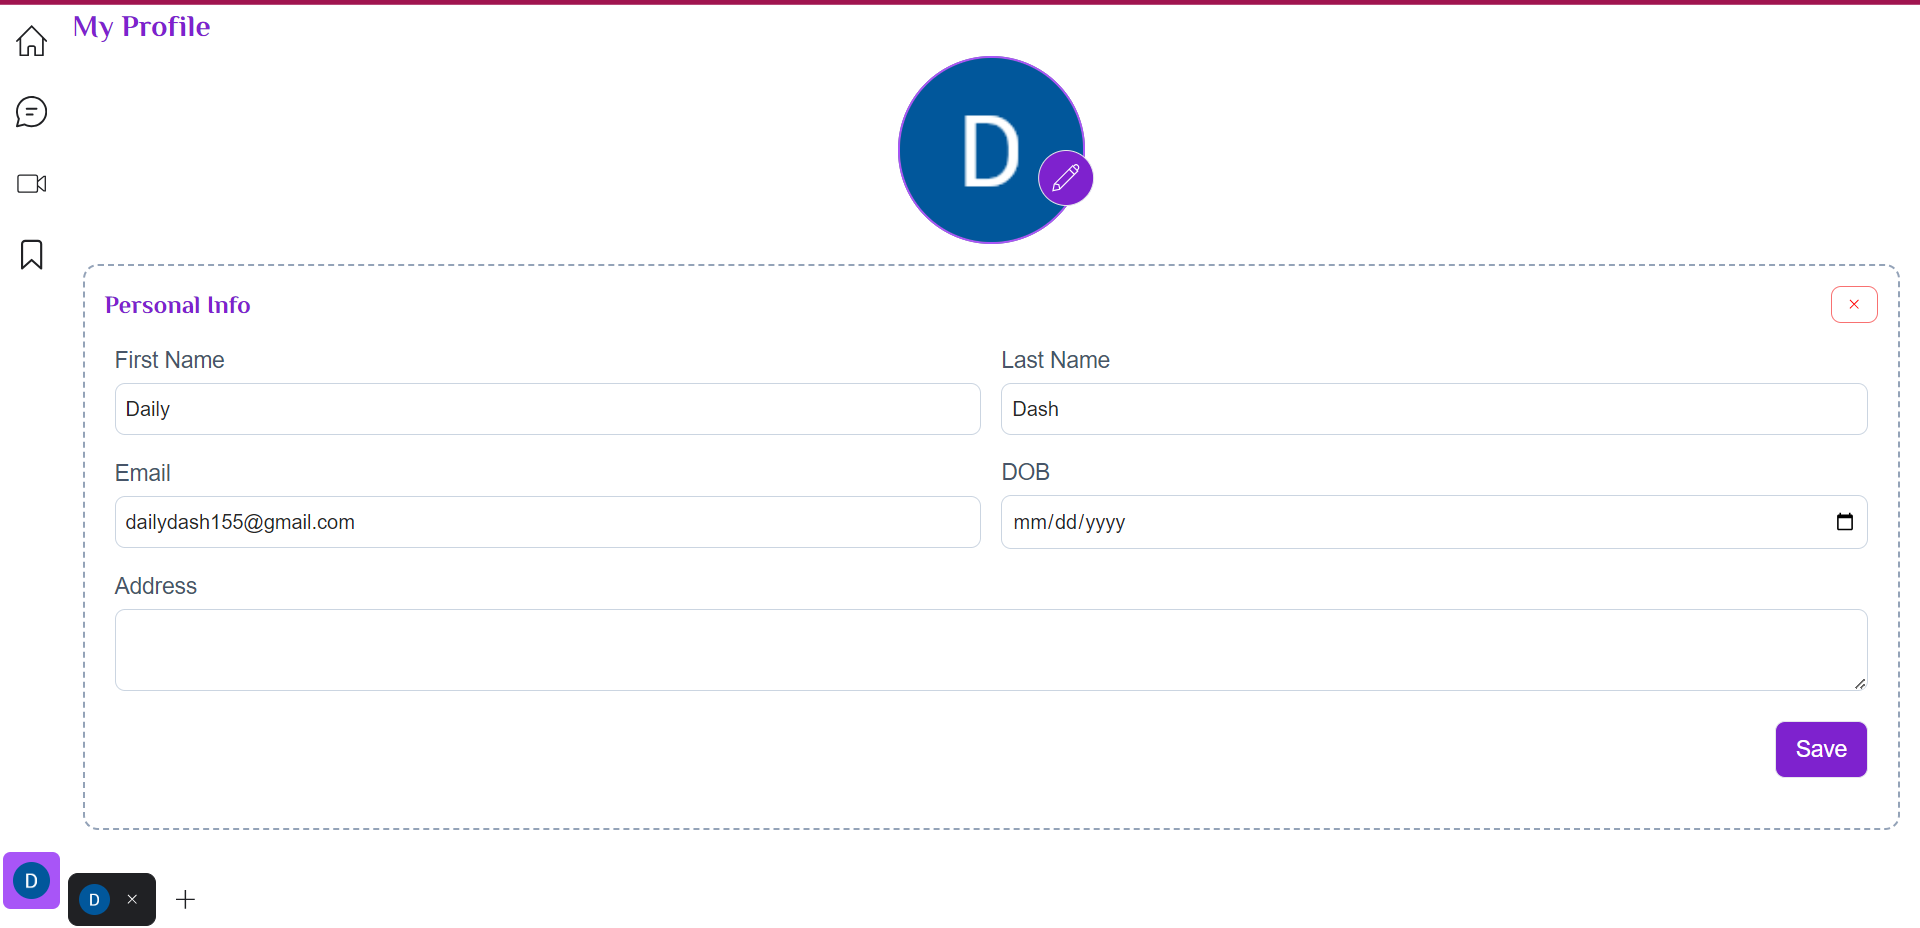 My Profile
D
Personal Info
First Name
Last Name
Daily
Dash
Email
DOB
dailydash155@gmail.com
mm/dd/yyyy
Address
Save
D
D